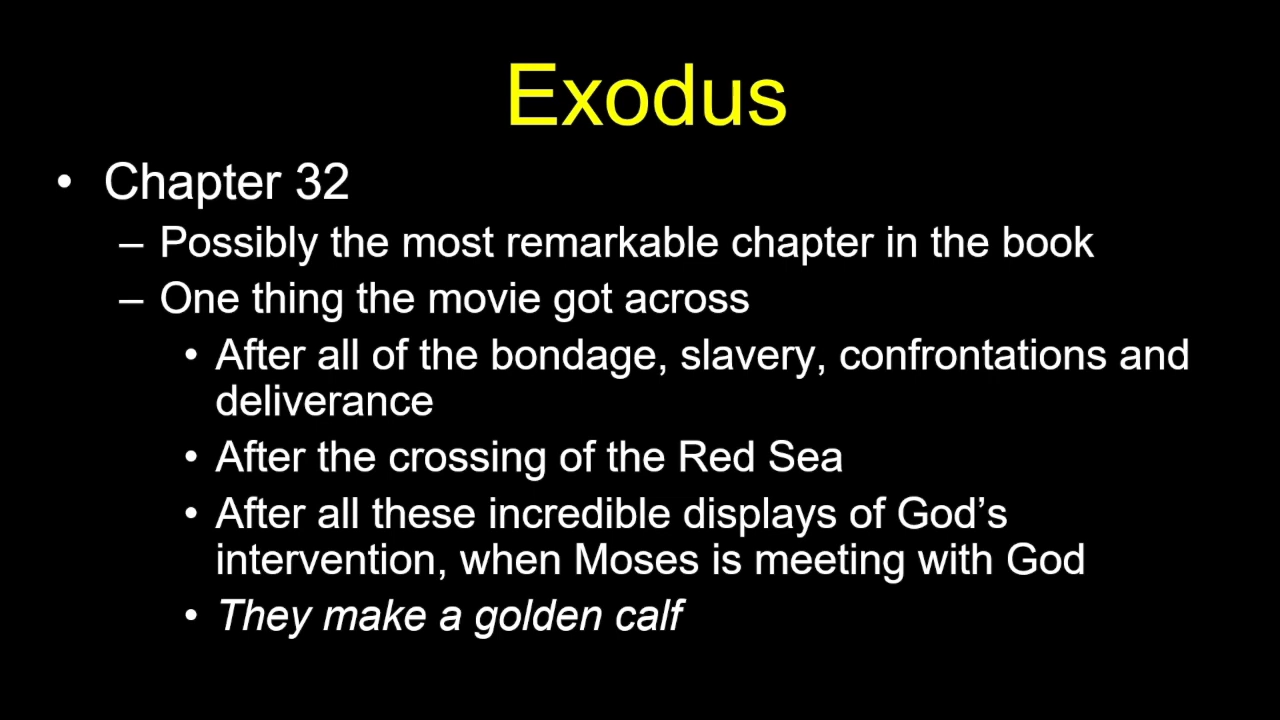 Exodus
• Chapter 32
– Possibly the most remarkable chapter in the book
– One thing the movie got across
• After all of the bondage, slavery, confrontations and
deliverance
• After the crossing of the Red Sea
• After all these incredible displays of God’s
intervention, when Moses is meeting with God
• They make a golden calf